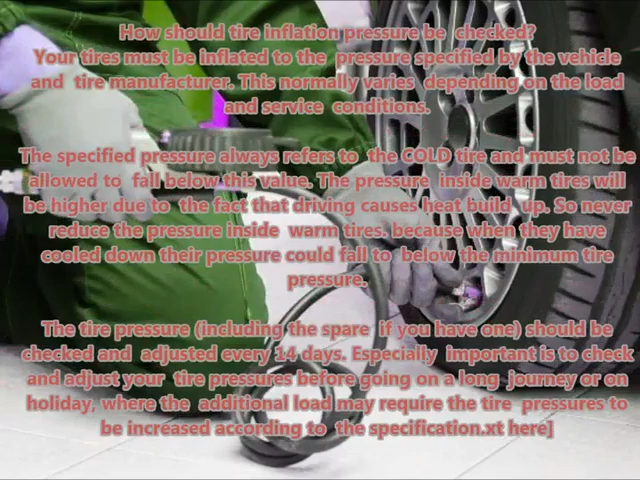 How should tire inflation pressure be checked?
Your tires must be inflated to the pressure specified by the vehicle
and tire manufacturer. This normally varies depending on the load
and service conditions.
The specified pressure always refers to the COLD tire and must not be
allowed to fall below this value. The pressure inside warm tires will
be higher due to the fact that driving causes heat build up. So never
reduce the pressure inside warm tires. because when they have
cooled down their pressure could fall to below the minimum tire
pressure.
The tire pressure (including the spare if you have one) should be
checked and adjusted every 14 days. Especially important is to check
and adjust your tire pressures before going on a long journey or on
holiday, where the additional load may require the tire pressures to
be increased according to the specification.xt here]